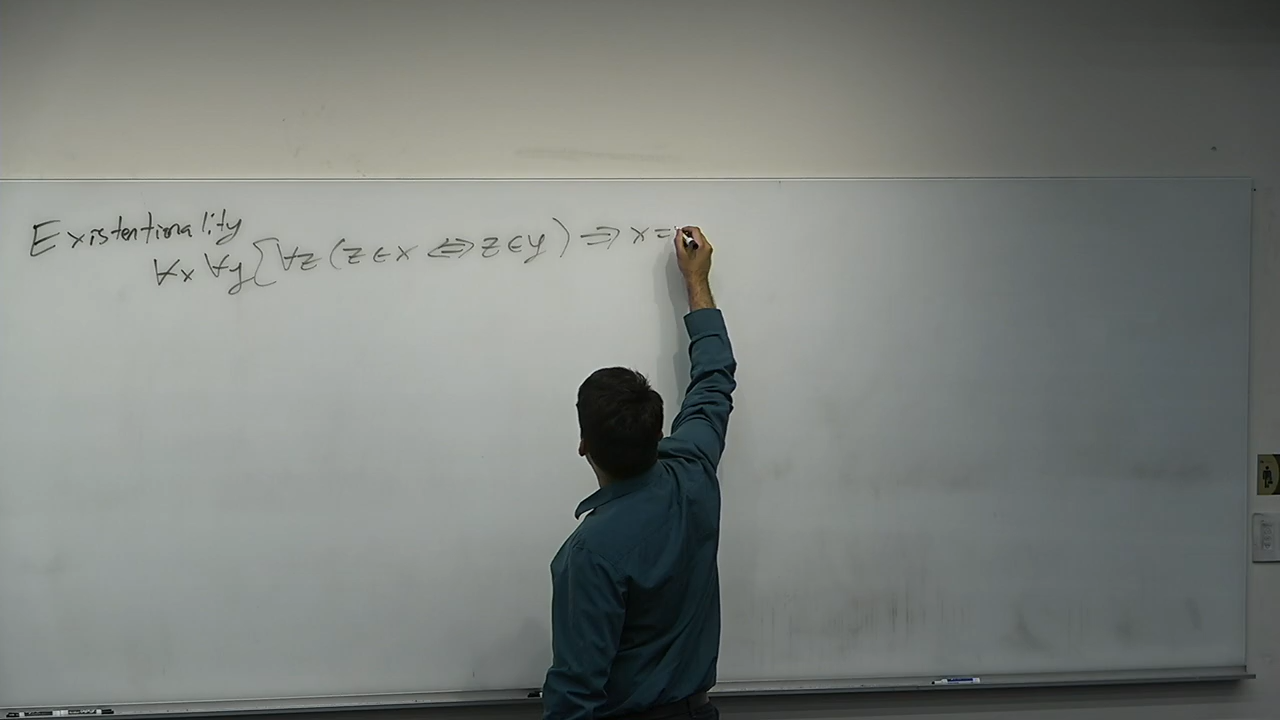 Existentionality
∀x ∀y [∀z (z ∈ x ⇔ z ∈ y) ⇒ x =